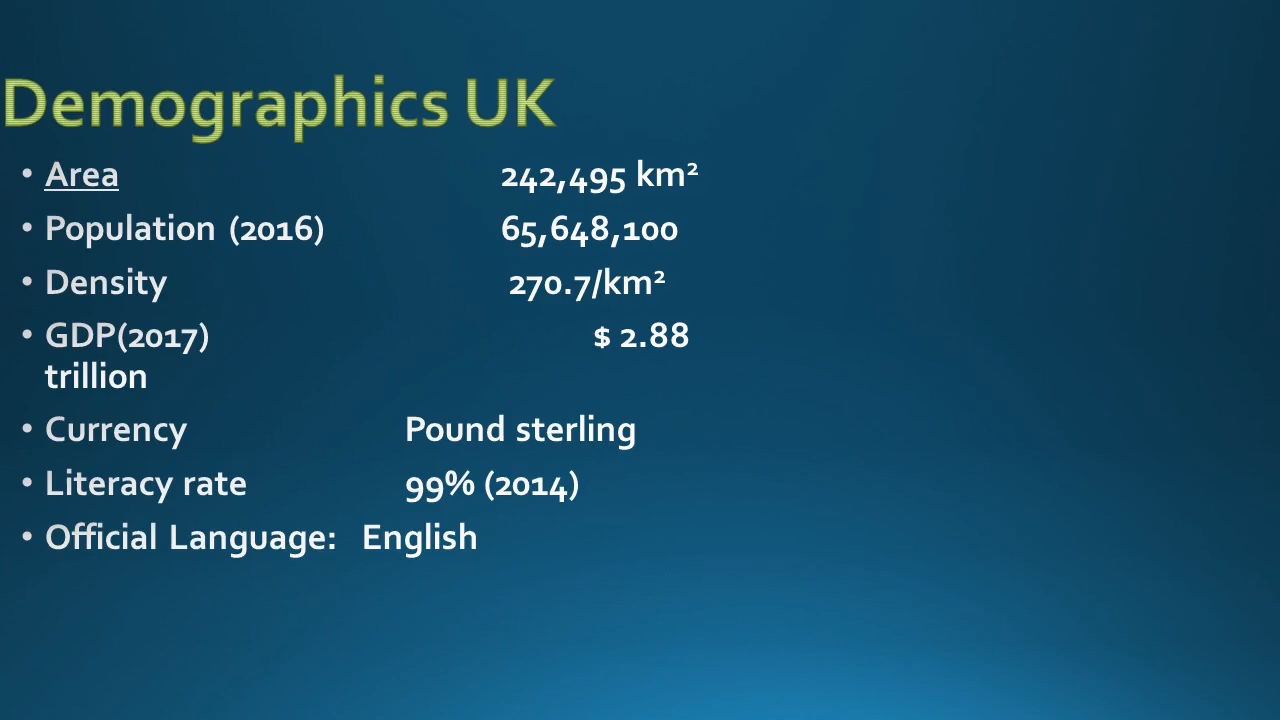 Demographics UK
• Area 242,495 km²
• Population (2016) 65,648,100
• Density 270.7/km²
• GDP(2017) $ 2.88
trillion
• Currency Pound sterling
• Literacy rate 99% (2014)
• Official Language: English